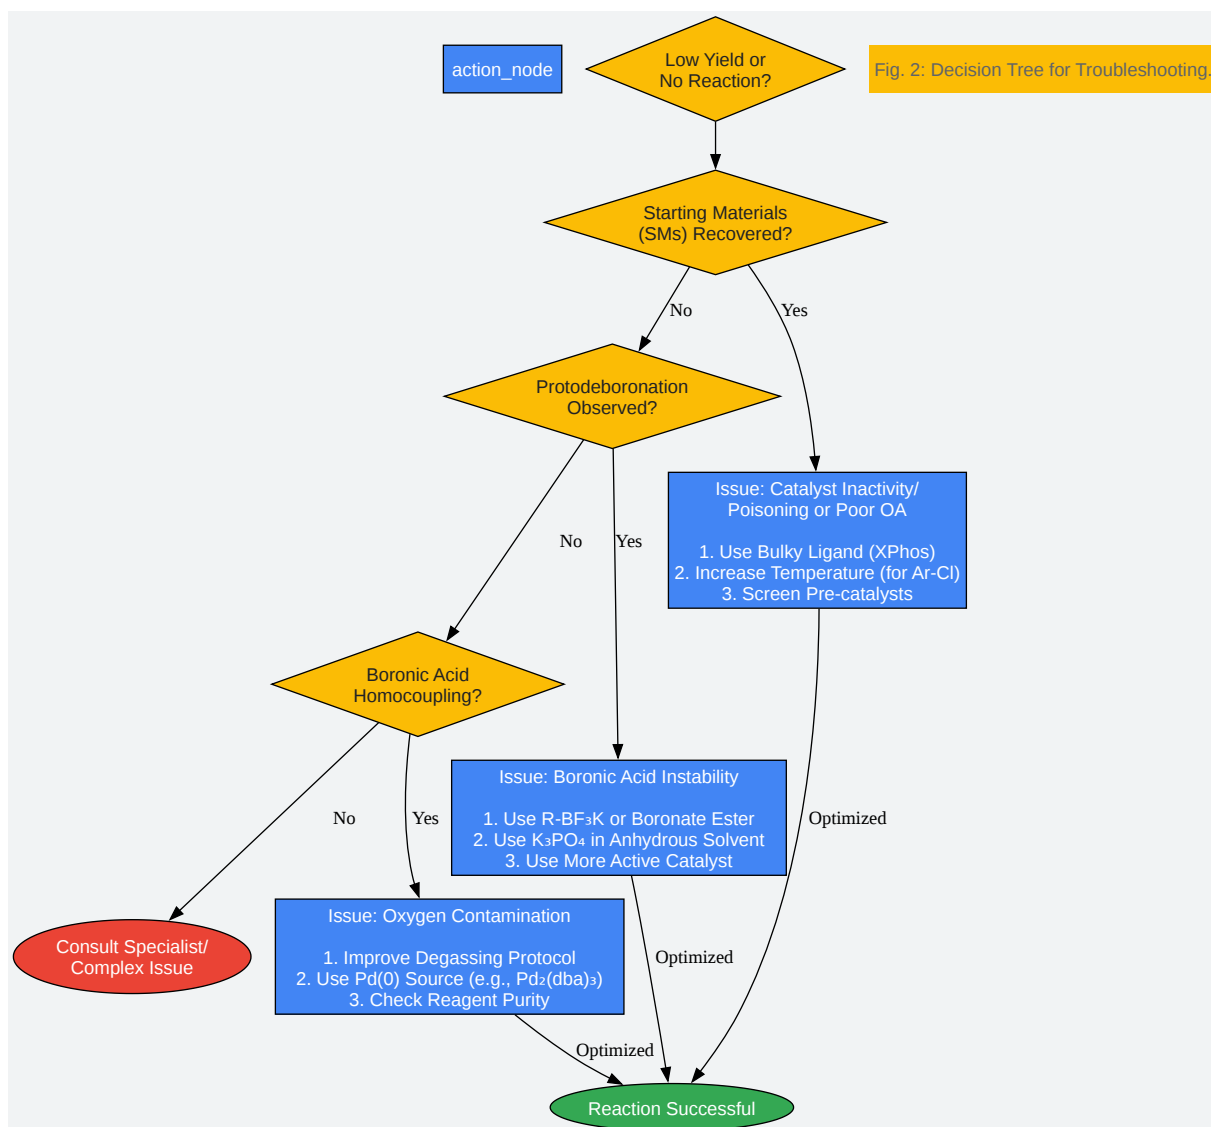 action_node
Low Yield or
No Reaction?
Fig. 2: Decision Tree for Troubleshooting.
Starting Materials
(SMs) Recovered?
No
Yes
Protodeboronation
Observed?
Issue: Catalyst Inactivity/
Poisoning or Poor OA
1. Use Bulky Ligand (XPhos)
2. Increase Temperature (for Ar-Cl)
3. Screen Pre-catalysts
No
Yes
Boronic Acid
Homocoupling?
Issue: Boronic Acid Instability
1. Use R-BF₃K or Boronate Ester
2. Use K₃PO₄ in Anhydrous Solvent
3. Use More Active Catalyst
No
Yes
Optimized
Issue: Oxygen Contamination
1. Improve Degassing Protocol
2. Use Pd(0) Source (e.g., Pd₂(dba)₃)
3. Check Reagent Purity
Consult Specialist/
Complex Issue
Optimized
Optimized
Reaction Successful